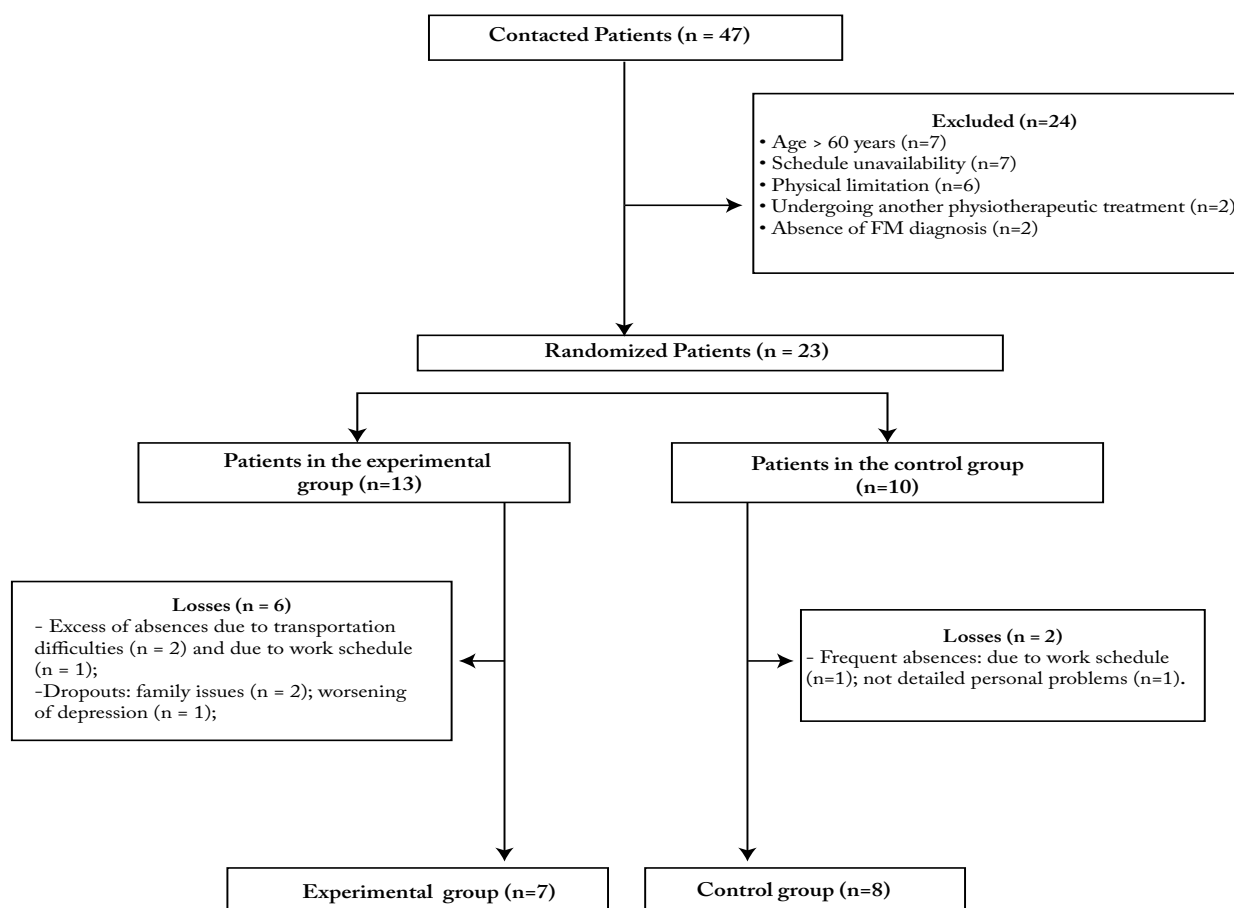 Contacted Patients (n = 47)
Excluded (n=24)
• Age > 60 years (n=7)
• Schedule unavailability (n=7)
• Physical limitation (n=6)
• Undergoing another physiotherapeutic treatment (n=2)
• Absence of FM diagnosis (n=2)
Randomized Patients (n = 23)
Patients in the experimental
group (n=13)
Patients in the control group
(n=10)
Losses (n = 6)
- Excess of absences due to transportation
difficulties (n = 2) and due to work schedule
(n = 1);
-Dropouts: family issues (n = 2); worsening
of depression (n = 1);
Losses (n = 2)
- Frequent absences: due to work schedule
(n=1); not detailed personal problems (n=1).
Experimental group (n=7)
Control group (n=8)